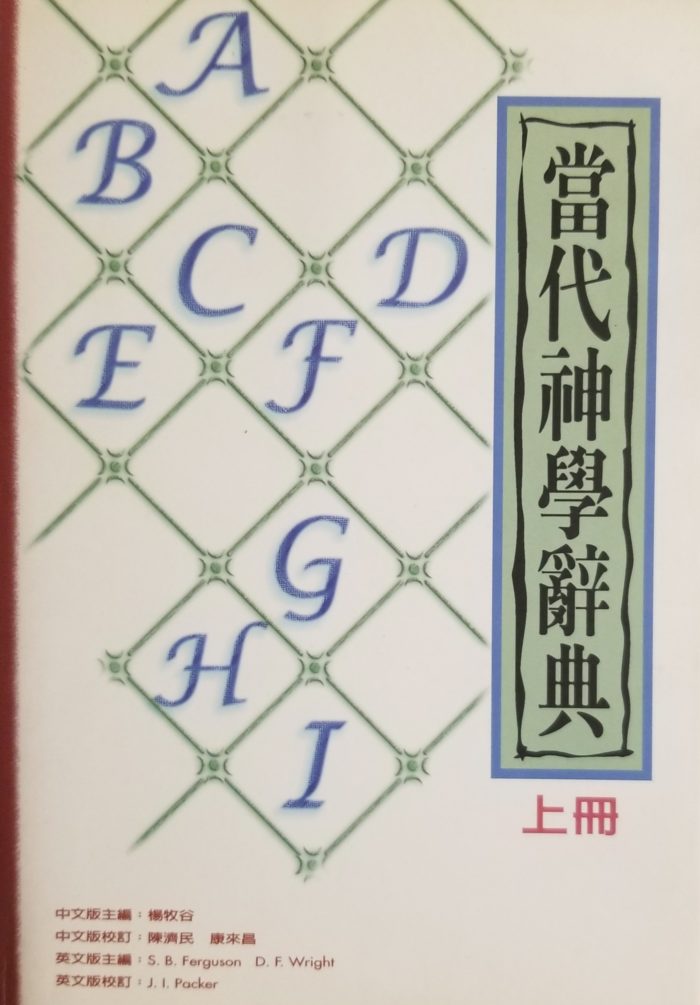 A
B
C D
E F
G
H
I
當代神學辭典
上冊
中文版主編：楊牧谷
中文版校訂：陳濟民 康來昌
英文版主編：S. B. Ferguson D. F. Wright
英文版校訂：J. I. Packer